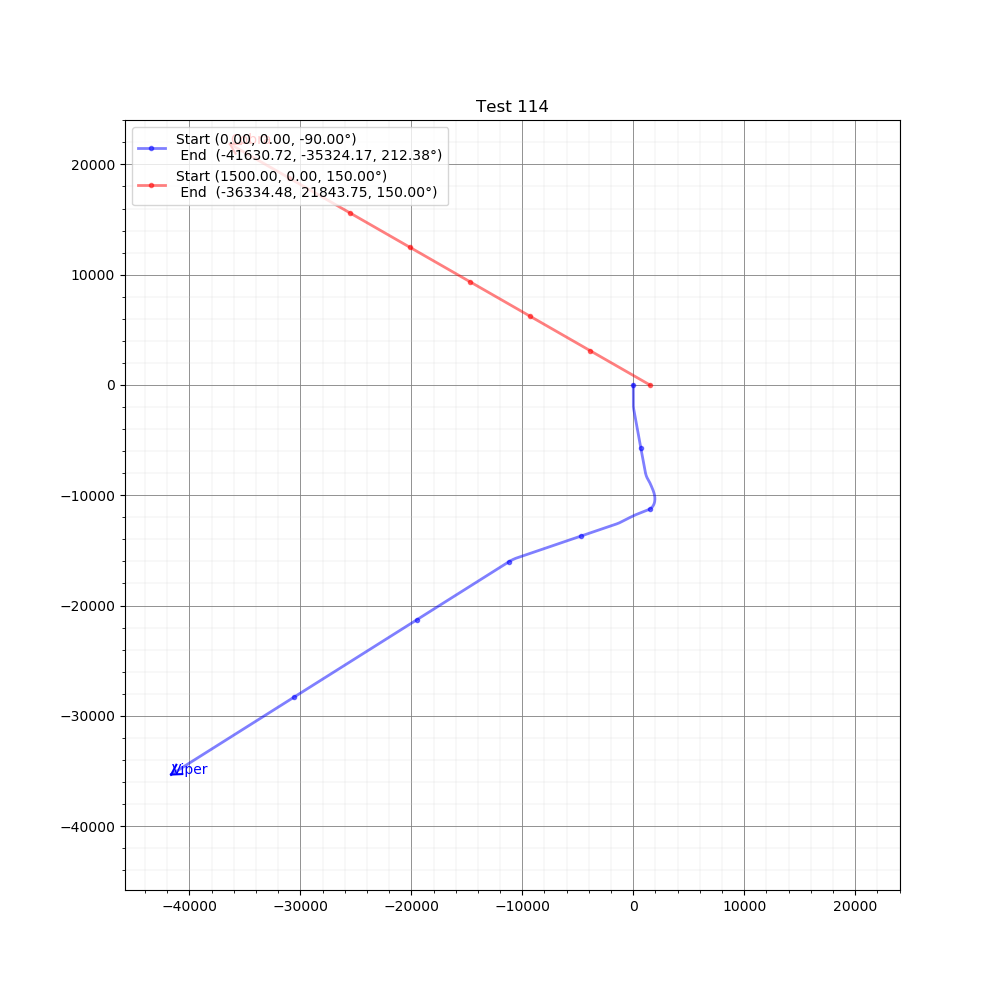 Test 114
Start (0.00, 0.00, -90.00°)
End (-41630.72, -35324.17, 212.38°)
Start (1500.00, 0.00, 150.00°)
End (-36334.48, 21843.75, 150.00°)
20000
10000
0
−10000
−20000
−30000
−40000
Viper
−40000 −30000 −20000 −10000 0 10000 20000